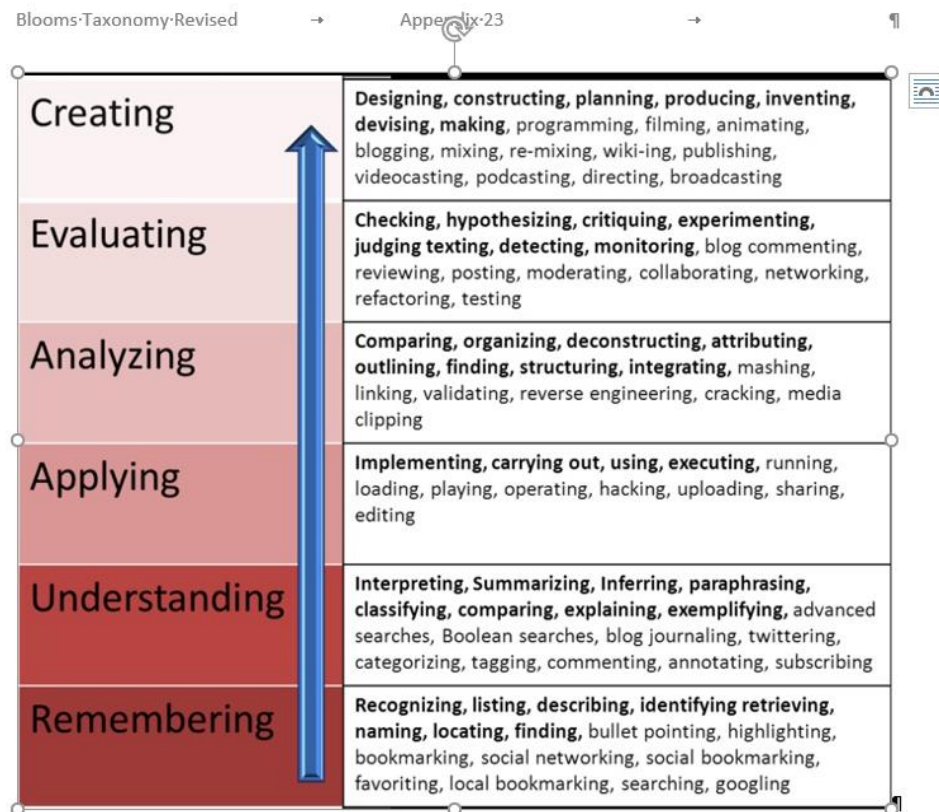 Blooms·Taxonomy·Revised → Appendix·23 → ¶
Creating
Designing, constructing, planning, producing, inventing,
devising, making, programming, filming, animating,
blogging, mixing, re-mixing, wiki-ing, publishing,
videocasting, podcasting, directing, broadcasting
Evaluating
Checking, hypothesizing, critiquing, experimenting,
judging texting, detecting, monitoring, blog commenting,
reviewing, posting, moderating, collaborating, networking,
refactoring, testing
Analyzing
Comparing, organizing, deconstructing, attributing,
outlining, finding, structuring, integrating, mashing,
linking, validating, reverse engineering, cracking, media
clipping
Applying
Implementing, carrying out, using, executing, running,
loading, playing, operating, hacking, uploading, sharing,
editing
Understanding
Interpreting, Summarizing, Inferring, paraphrasing,
classifying, comparing, explaining, exemplifying, advanced
searches, Boolean searches, blog journaling, twittering,
categorizing, tagging, commenting, annotating, subscribing
Remembering
Recognizing, listing, describing, identifying retrieving,
naming, locating, finding, bullet pointing, highlighting,
bookmarking, social networking, social bookmarking,
favoriting, local bookmarking, searching, googling
¶